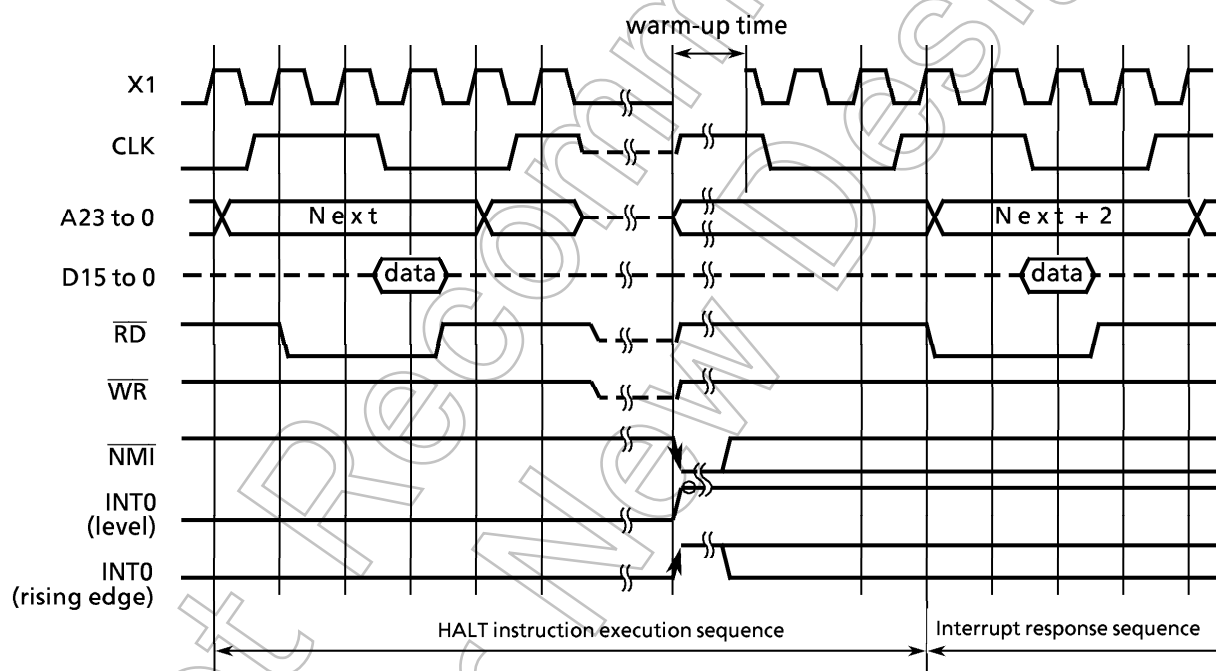 warm-up time
X1
CLK
A23 to 0
Next
Next + 2
D15 to 0
data
data
RD
WR
NMI
INT0
(level)
INT0
(rising edge)
HALT instruction execution sequence
Interrupt response sequence